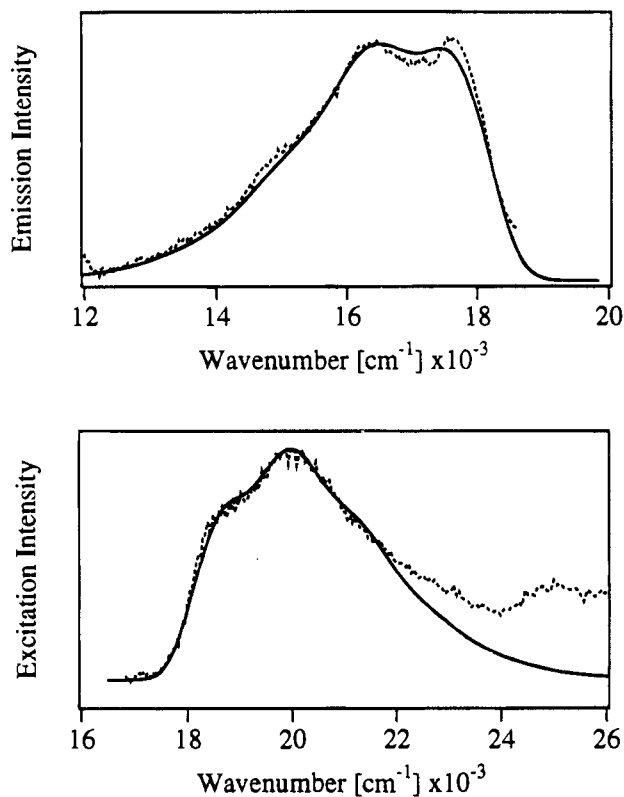 Emission Intensity
12 14 16 18 20
Wavenumber [cm⁻¹] x10⁻³
Excitation Intensity
16 18 20 22 24 26
Wavenumber [cm⁻¹] x10⁻³